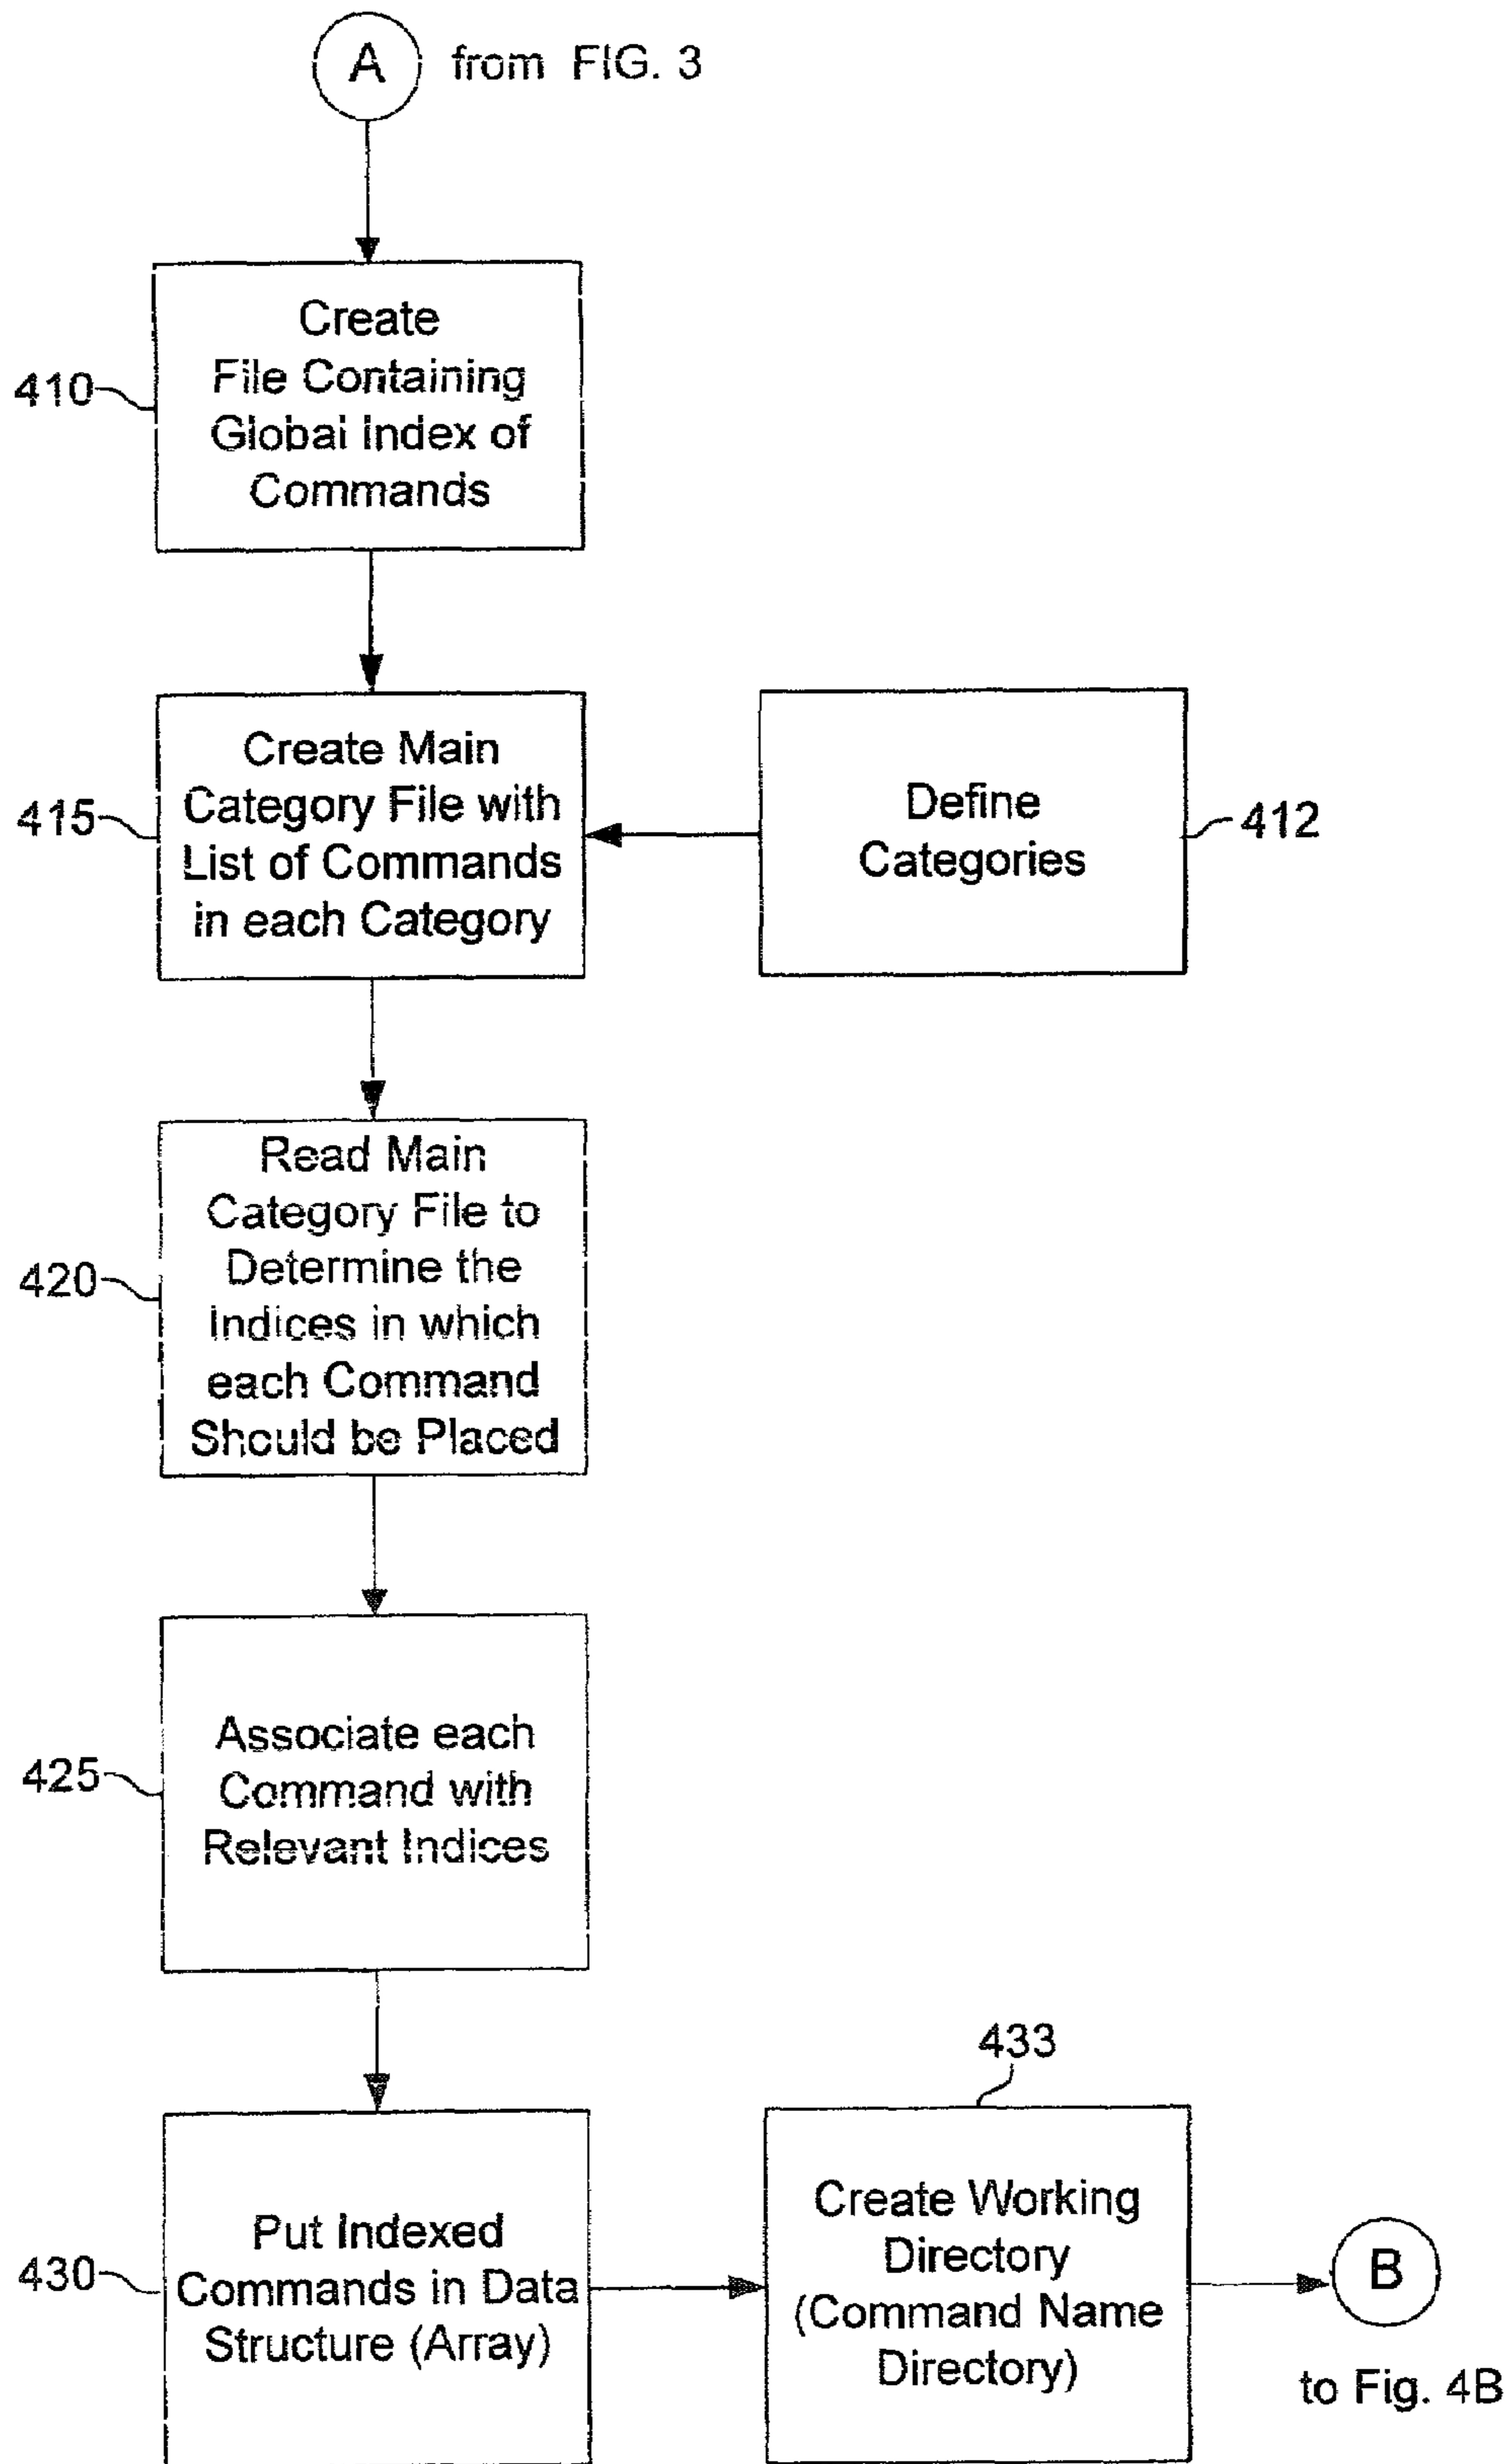 A
from FIG. 3
410
Create
File Containing
Global Index of
Commands
415
Create Main
Category File with
List of Commands
in each Category
Define
Categories
412
420
Read Main
Category File to
Determine the
Indices in which
each Command
Should be Placed
425
Associate each
Command with
Relevant Indices
430
Put Indexed
Commands in Data
Structure (Array)
433
Create Working
Directory
(Command Name
Directory)
B
to Fig. 4B